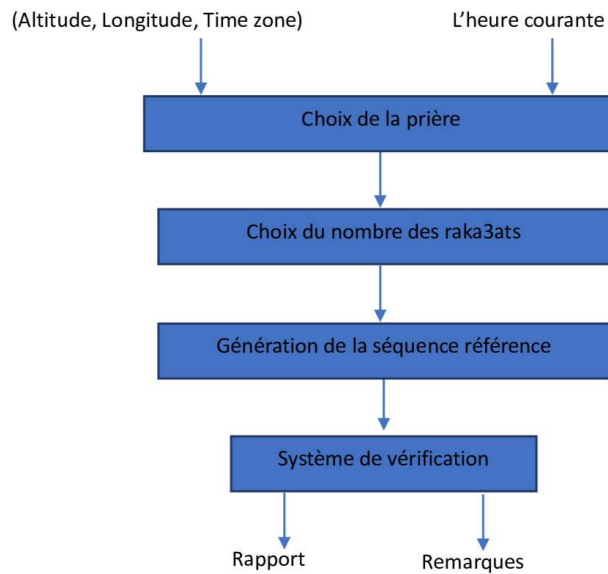 (Altitude, Longitude, Time zone)
L'heure courante
Choix de la prière
Choix du nombre des raka3ats
Génération de la séquence référence
Système de vérification
Rapport
Remarques